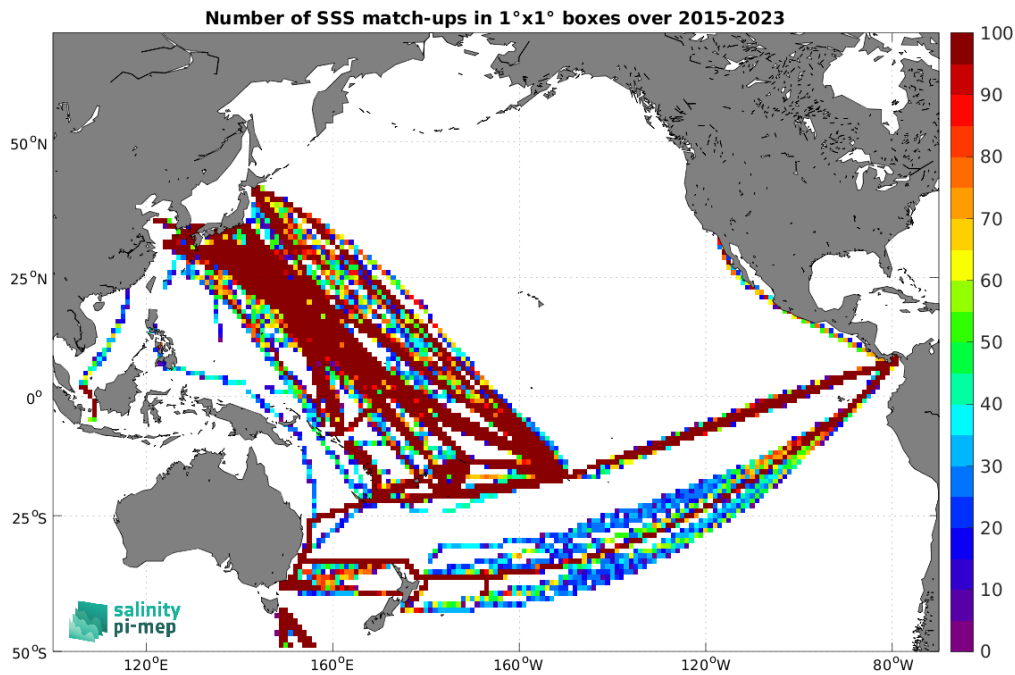 Number of SSS match-ups in 1°x1° boxes over 2015-2023
50°N
25°N
0°
25°S
50°S
120°E
160°E
160°W
120°W
80°W
100
90
80
70
60
50
40
30
20
10
0
salinity
pi-mep